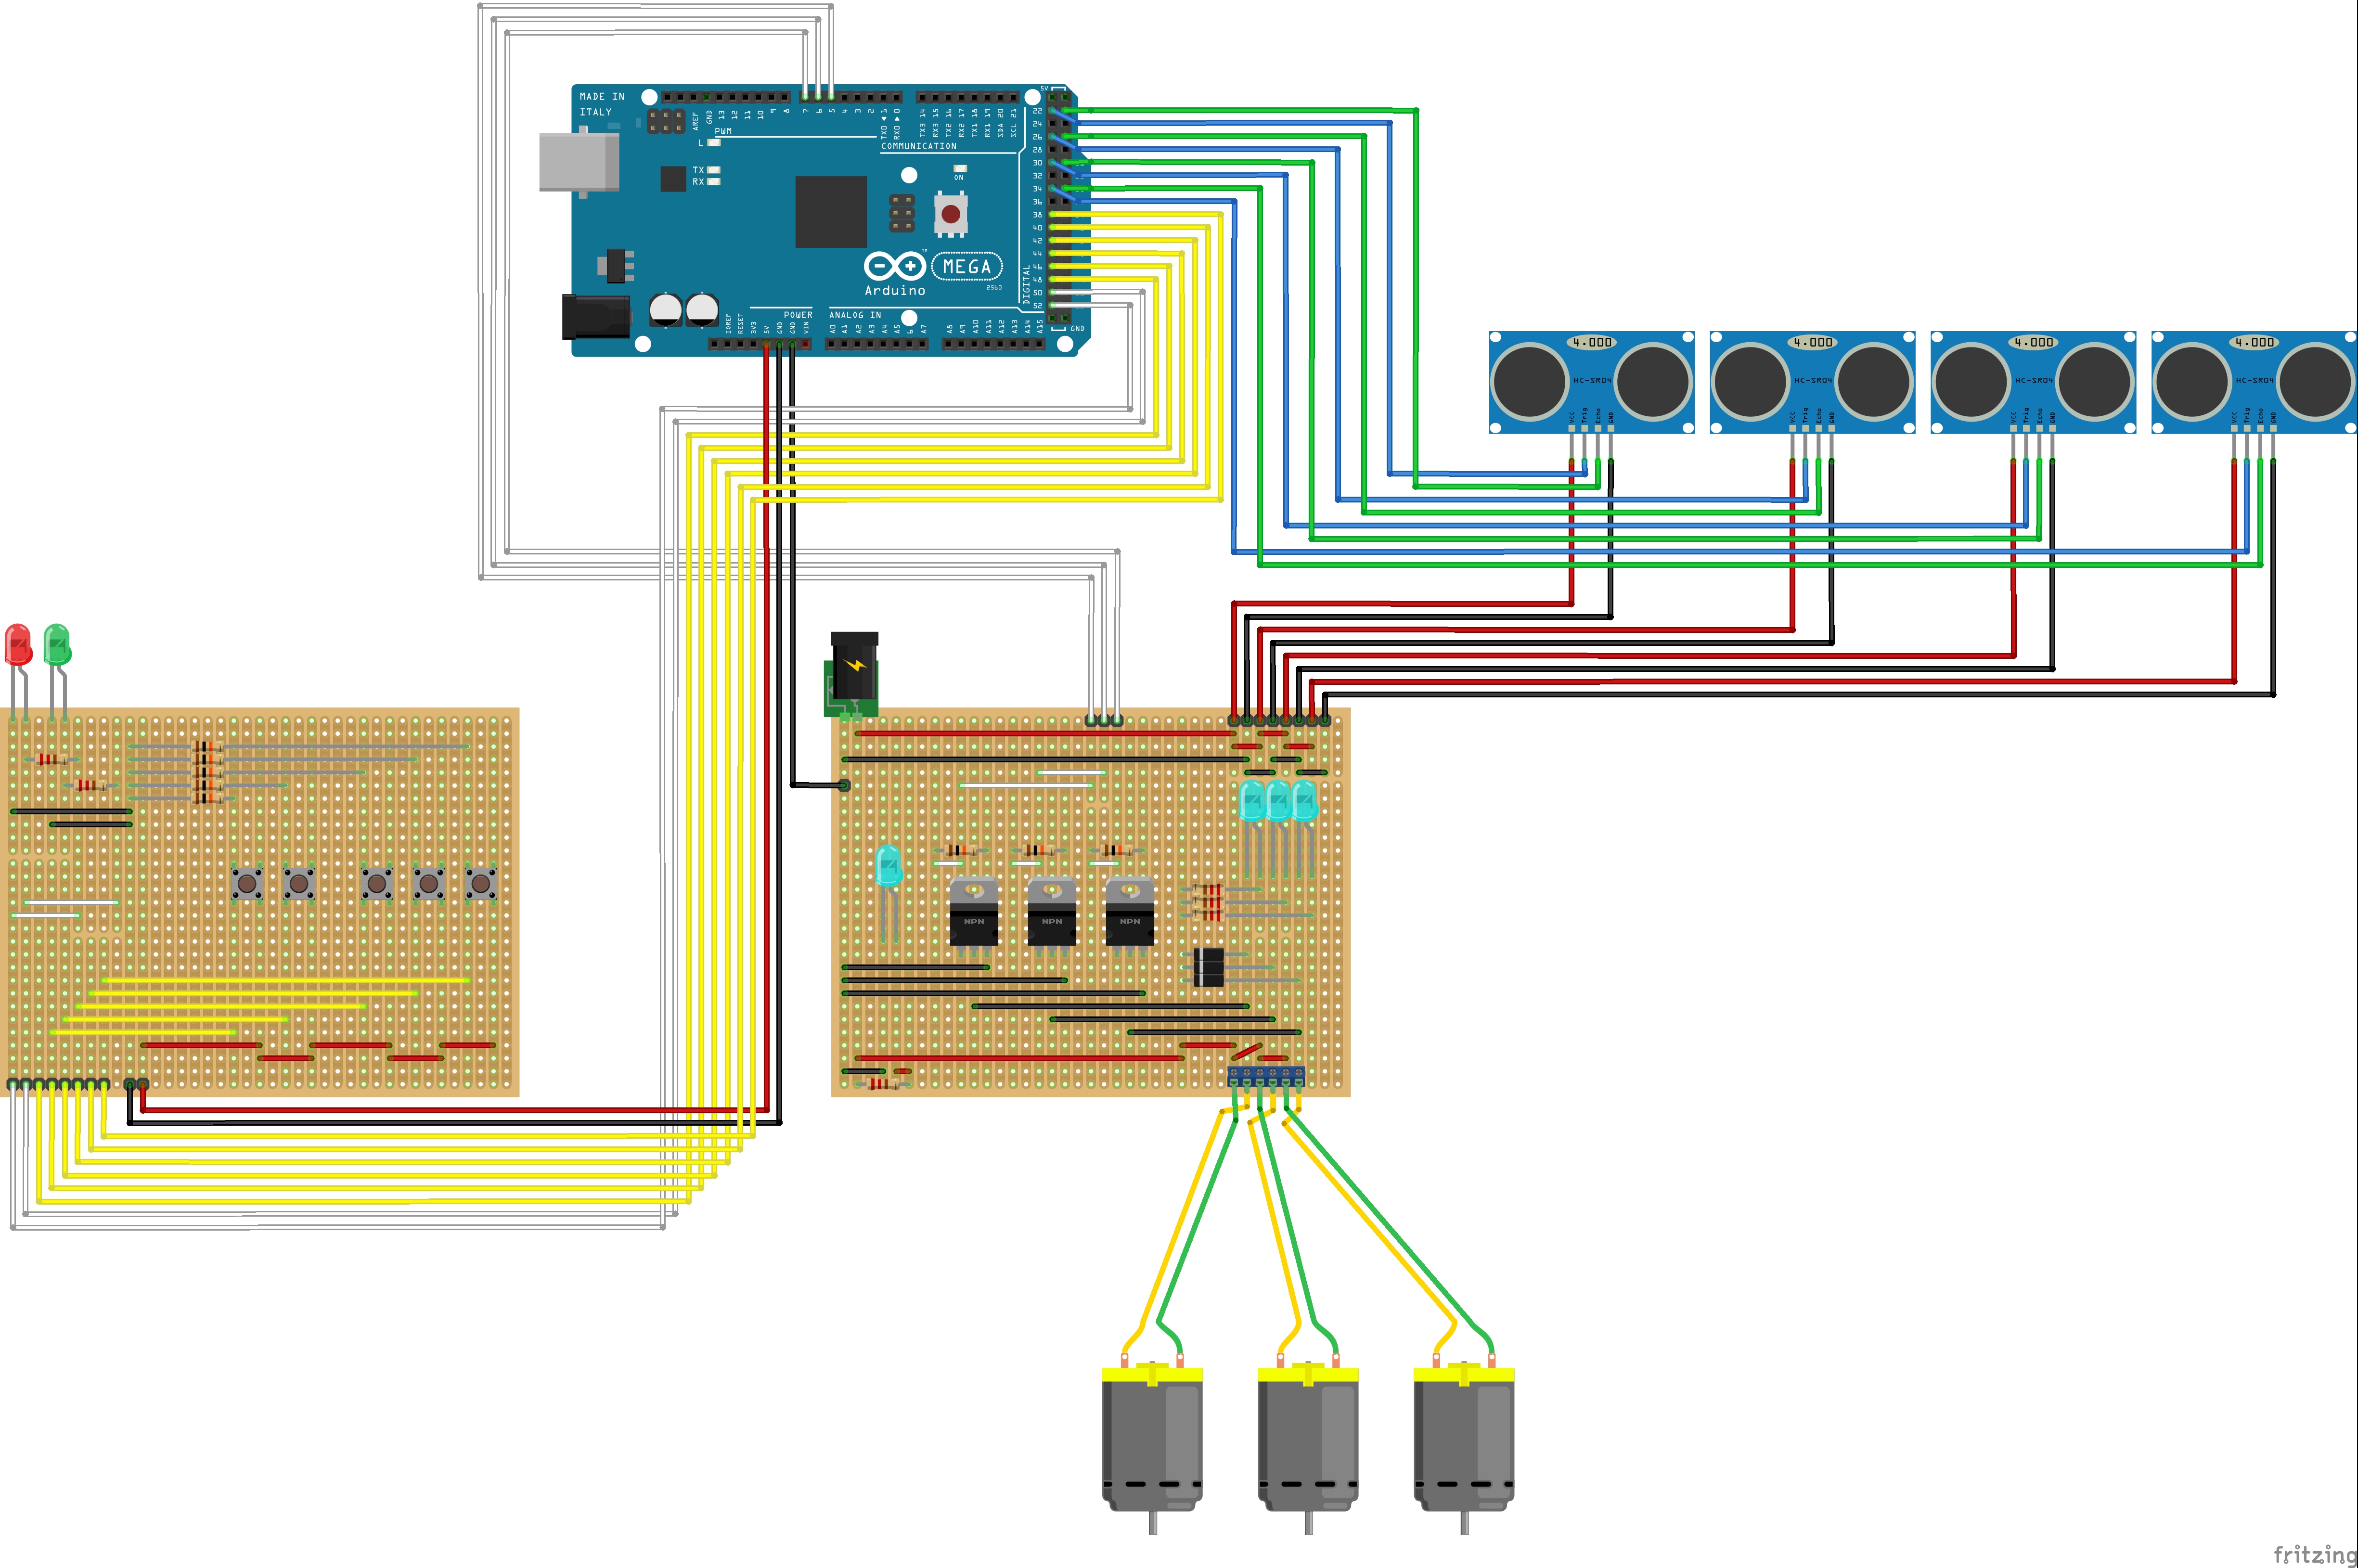 MADE IN
ITALY
AREF
GND
13
12
11
10
9
8
7
6
5
4
3
2
TX0 ◄ 1
RX0 ► 0
TX3 14
RX3 15
TX2 16
RX2 17
TX1 18
RX1 19
SDA 20
SCL 21
PWM
COMMUNICATION
L
TX
RX
ON
5V
22
24
26
28
30
32
34
36
38
40
42
44
46
48
50
52
GND
DIGITAL
TM
MEGA
2560
Arduino
POWER
ANALOG IN
IOREF
RESET
3V3
5V
GND
GND
VIN
A0
A1
A2
A3
A4
A5
6
A7
A8
A9
A10
A11
A12
A13
A14
A15
4.000
HC-SR04
VCC
Trig
Echo
GND
4.000
HC-SR04
VCC
Trig
Echo
GND
4.000
HC-SR04
VCC
Trig
Echo
GND
4.000
HC-SR04
VCC
Trig
Echo
GND
NPN
NPN
NPN
fritzing